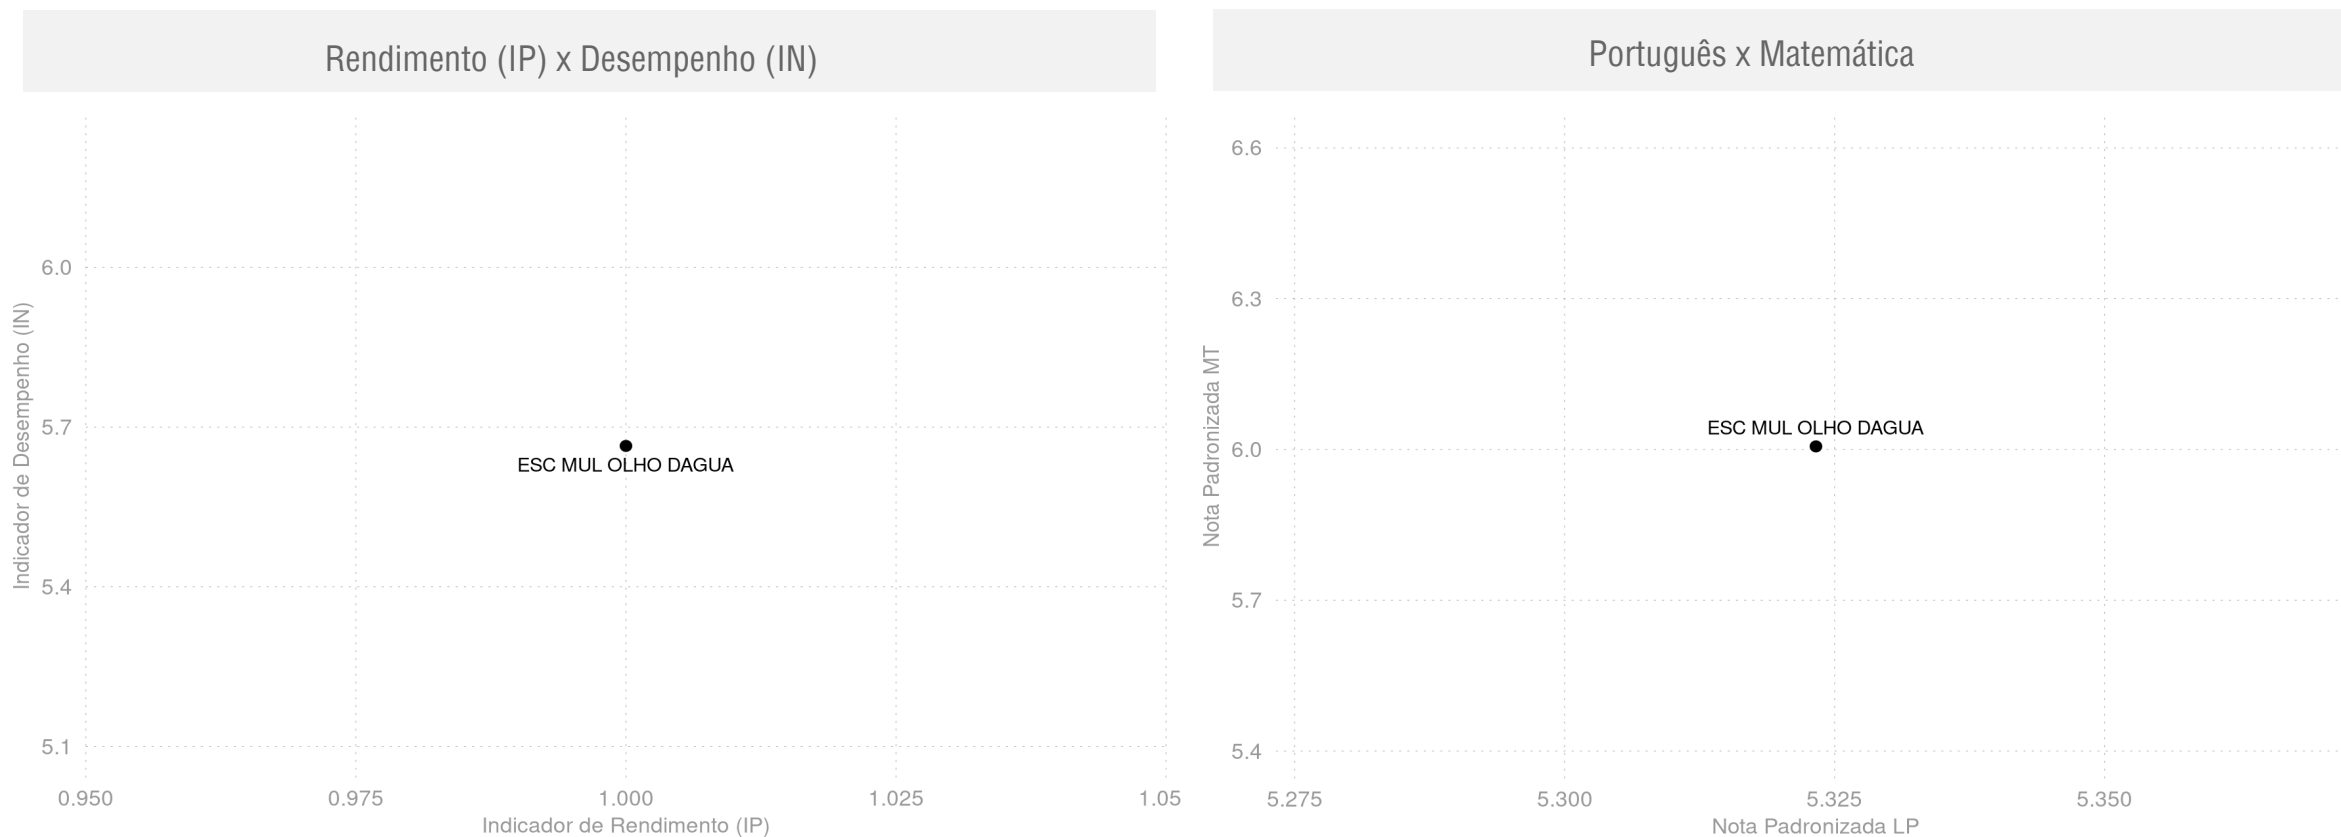 Rendimento (IP) x Desempenho (IN)
Indicador de Desempenho (IN)
6.0
5.7
5.4
5.1
ESC MUL OLHO DAGUA
0.950
0.975
1.000
1.025
1.05
Indicador de Rendimento (IP)
Português x Matemática
Nota Padronizada MT
6.6
6.3
6.0
5.7
5.4
ESC MUL OLHO DAGUA
5.275
5.300
5.325
5.350
Nota Padronizada LP